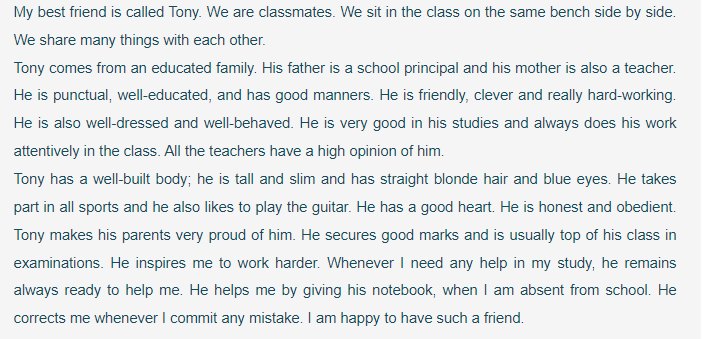 My best friend is called Tony. We are classmates. We sit in the class on the same bench side by side.
We share many things with each other.
Tony comes from an educated family. His father is a school principal and his mother is also a teacher.
He is punctual, well-educated, and has good manners. He is friendly, clever and really hard-working.
He is also well-dressed and well-behaved. He is very good in his studies and always does his work
attentively in the class. All the teachers have a high opinion of him.
Tony has a well-built body; he is tall and slim and has straight blonde hair and blue eyes. He takes
part in all sports and he also likes to play the guitar. He has a good heart. He is honest and obedient.
Tony makes his parents very proud of him. He secures good marks and is usually top of his class in
examinations. He inspires me to work harder. Whenever I need any help in my study, he remains
always ready to help me. He helps me by giving his notebook, when I am absent from school. He
corrects me whenever I commit any mistake. I am happy to have such a friend.